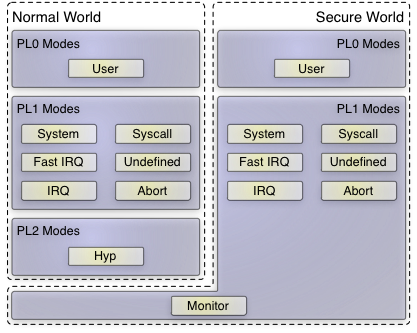 Normal World
PL0 Modes
User
PL1 Modes
System Syscall
Fast IRQ Undefined
IRQ Abort
PL2 Modes
Hyp
Secure World
PL0 Modes
User
PL1 Modes
System Syscall
Fast IRQ Undefined
IRQ Abort
Monitor